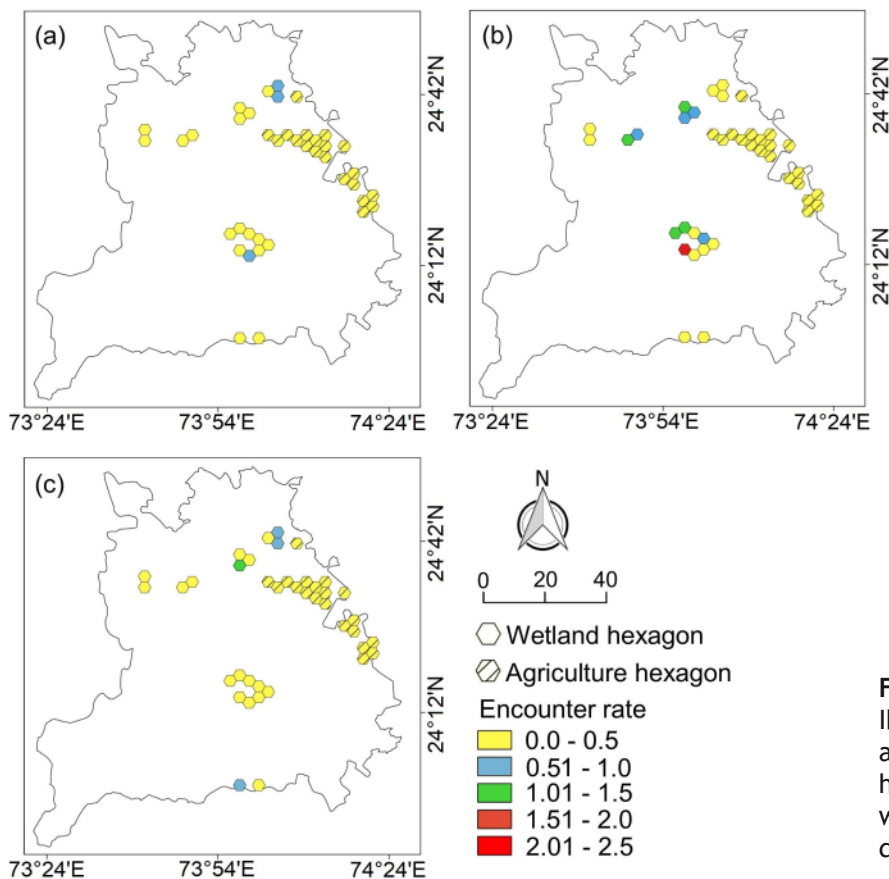 (a)
24°42'N
24°12'N
73°24'E 73°54'E 74°24'E
(b)
24°42'N
24°12'N
73°24'E 73°54'E 74°24'E
(c)
24°42'N
24°12'N
73°24'E 73°54'E 74°24'E
N
0 20 40
Wetland hexagon
Agriculture hexagon
Encounter rate
0.0 - 0.5
0.51 - 1.0
1.01 - 1.5
1.51 - 2.0
2.01 - 2.5